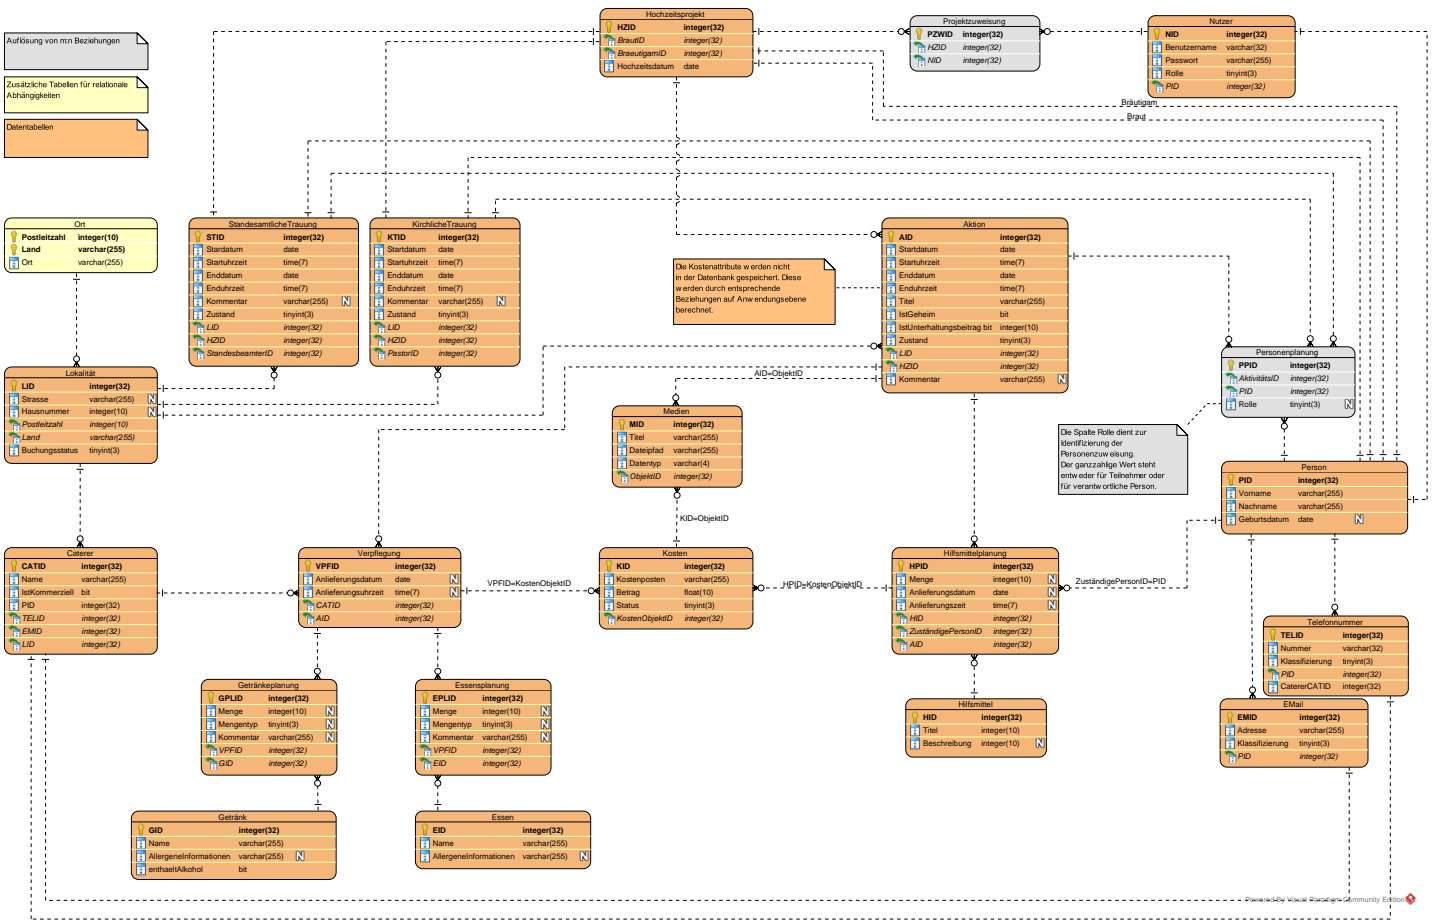 Auflösung von m:n Beziehungen
Zusätzliche Tabellen für relationale
Abhängigkeiten
Datentabellen
Hochzeitsprojekt
HZID integer(32)
BrautID integer(32)
BraeutigamID integer(32)
Hochzeitsdatum date
Projektzuweisung
PZWID integer(32)
HZID integer(32)
NID integer(32)
Nutzer
NID integer(32)
Benutzername varchar(32)
Passwort varchar(255)
Rolle tinyint(3)
PID integer(32)
Bräutigam
Braut
Ort
Postleitzahl integer(10)
Land varchar(255)
Ort varchar(255)
StandesamtlicheTrauung
STID integer(32)
Stardatum date
Startuhrzeit time(7)
Enddatum date
Enduhrzeit time(7)
Kommentar varchar(255) N
Zustand tinyint(3)
LID integer(32)
HZID integer(32)
StandesbeamterID integer(32)
KirchlicheTrauung
KTID integer(32)
Startdatum date
Startuhrzeit time(7)
Enddatum date
Enduhrzeit time(7)
Kommentar varchar(255) N
Zustand tinyint(3)
LID integer(32)
HZID integer(32)
PastorID integer(32)
Die Kostenattribute werden nicht
in der Datenbank gespeichert. Diese
werden durch entsprechende
Beziehungen auf Anwendungsebene
berechnet.
Aktion
AID integer(32)
Startdatum date
Startuhrzeit time(7)
Enddatum date
Enduhrzeit time(7)
Titel varchar(255)
IstGeheim bit
IstUnterhaltungsbeitrag bit integer(10)
Zustand tinyint(3)
LID integer(32)
HZID integer(32)
Kommentar varchar(255) N
Personenplanung
PPID integer(32)
AktivitätsID integer(32)
PID integer(32)
Rolle tinyint(3) N
Die Spalte Rolle dient zur
Identifizierung der
Personenzuweisung.
Der ganzzahlige Wert steht
entweder für Teilnehmer oder
für verantwortliche Person.
Lokalität
LID integer(32)
Strasse varchar(255) N
Hausnummer integer(10) N
Postleitzahl integer(10)
Land varchar(255)
Buchungsstatus tinyint(3)
AID=ObjektID
Medien
MID integer(32)
Titel varchar(255)
Dateipfad varchar(255)
Datentyp varchar(4)
ObjektID integer(32)
KID=ObjektID
Person
PID integer(32)
Vorname varchar(255)
Nachname varchar(255)
Geburtsdatum date N
Caterer
CATID integer(32)
Name varchar(255)
IstKommerziell bit
PID integer(32)
TELID integer(32)
EMID integer(32)
LID integer(32)
Verpflegung
VPFID integer(32)
Anlieferungsdatum date N
Anlieferungsuhrzeit time(7) N
CATID integer(32)
AID integer(32)
VPFID=KostenObjektID
Kosten
KID integer(32)
Kostenposten varchar(255)
Betrag float(10)
Status tinyint(3)
KostenObjektID integer(32)
HPID=KostenObjektID
Hilfsmittelplanung
HPID integer(32)
Menge integer(10) N
Anlieferungsdatum date N
Anlieferungszeit time(7) N
HID integer(32)
ZuständigePersonID integer(32)
AID integer(32)
ZuständigePersonID=PID
Telefonnummer
TELID integer(32)
Nummer varchar(32)
Klassifizierung tinyint(3)
PID integer(32)
CatererCATID integer(32)
Getränkeplanung
GPLID integer(32)
Menge integer(10) N
Mengentyp tinyint(3) N
Kommentar varchar(255) N
VPFID integer(32)
GID integer(32)
Essensplanung
EPLID integer(32)
Menge integer(10) N
Mengentyp tinyint(3) N
Kommentar varchar(255) N
VPFID integer(32)
EID integer(32)
Hilfsmittel
HID integer(32)
Titel integer(10)
Beschreibung integer(10) N
EMail
EMID integer(32)
Adresse varchar(255)
Klassifizierung tinyint(3)
PID integer(32)
Getränk
GID integer(32)
Name varchar(255)
AllergeneInformationen varchar(255) N
enthaeltAlkohol bit
Essen
EID integer(32)
Name varchar(255)
AllergeneInformationen varchar(255) N
Powered By Visual Paradigm Community Edition